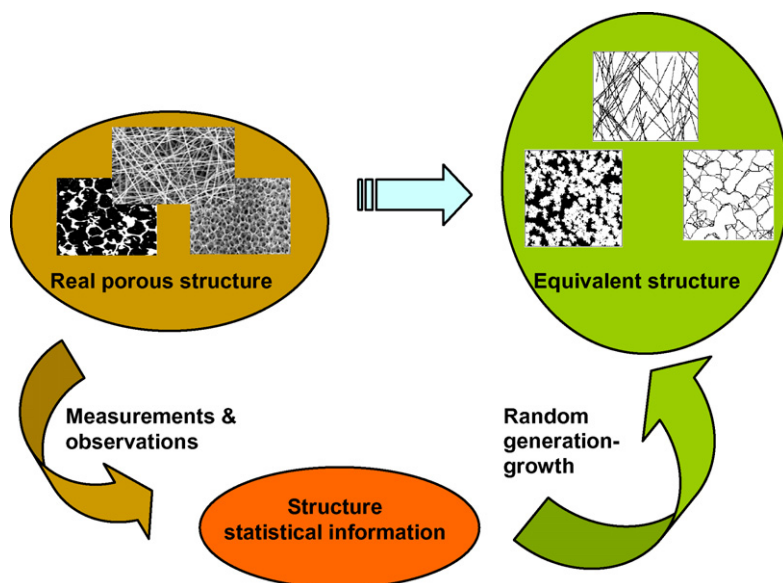 Real porous structure
Equivalent structure
Measurements &
observations
Random
generation-
growth
Structure
statistical information